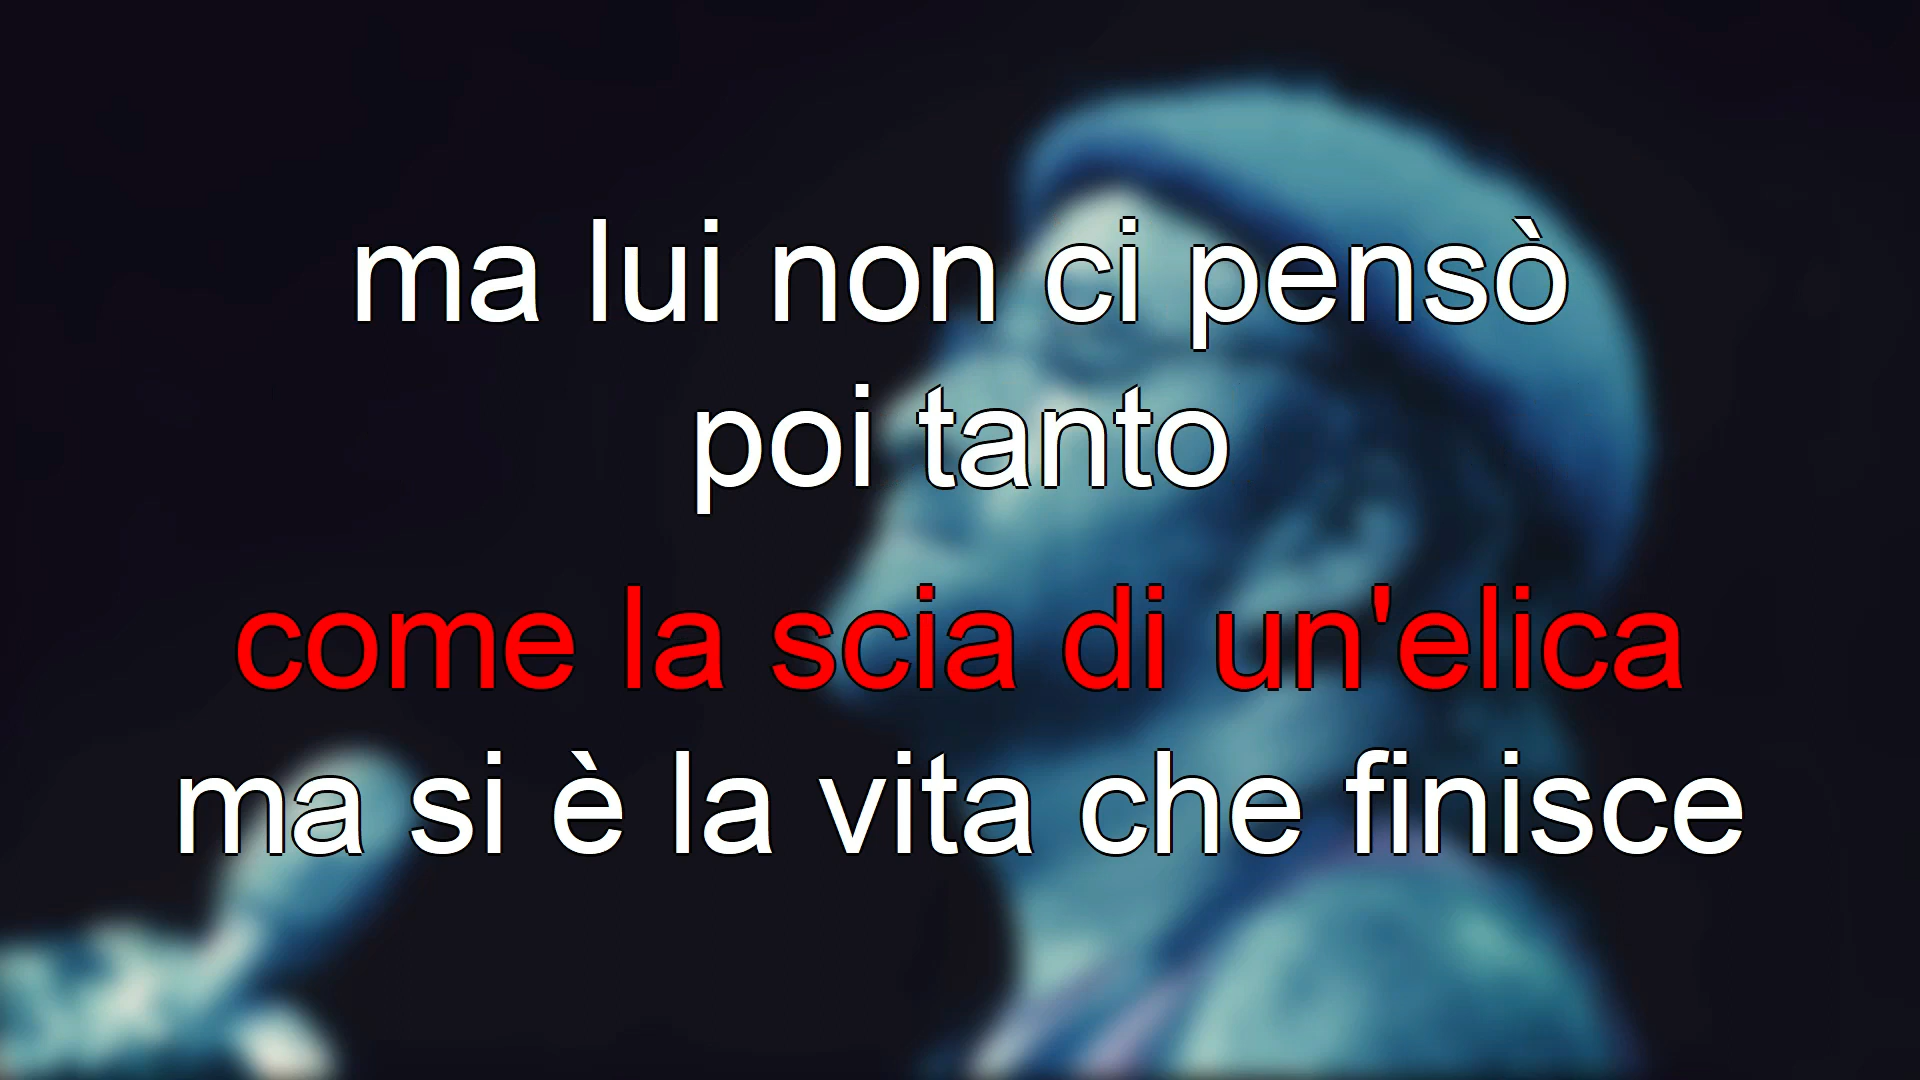 ma lui non ci pensò
poi tanto
come la scia di un'elica
ma si è la vita che finisce